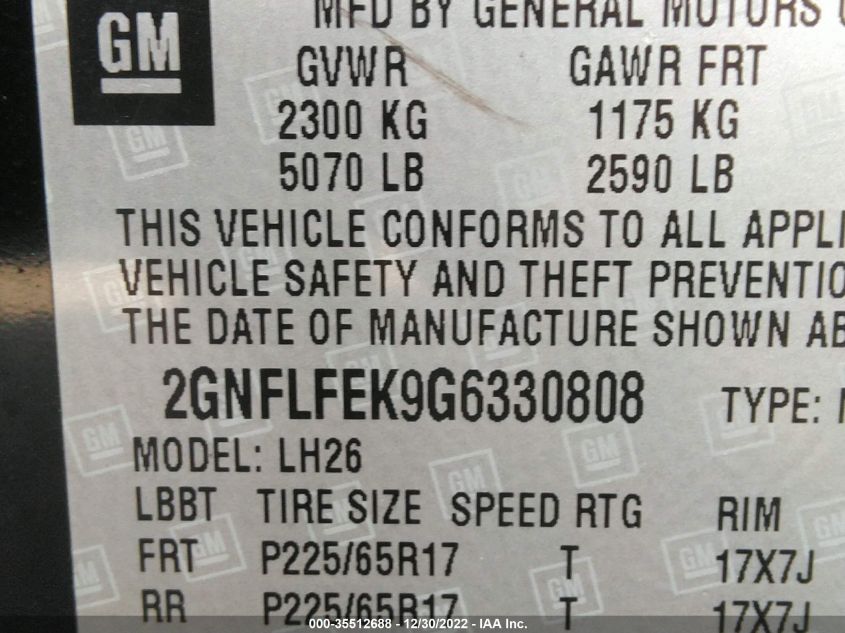 MFD BY GENERAL MOTORS
GM
GVWR GAWR FRT
2300 KG 1175 KG
5070 LB 2590 LB
THIS VEHICLE CONFORMS TO ALL APPLI
VEHICLE SAFETY AND THEFT PREVENTIO
THE DATE OF MANUFACTURE SHOWN AB
2GNFLFEK9G6330808 TYPE: M
MODEL: LH26
LBBT TIRE SIZE SPEED RTG RIM
FRT P225/65R17 T 17X7J
RR P225/65R17 T 17X7J
000-35512688 - 12/30/2022 - IAA Inc.